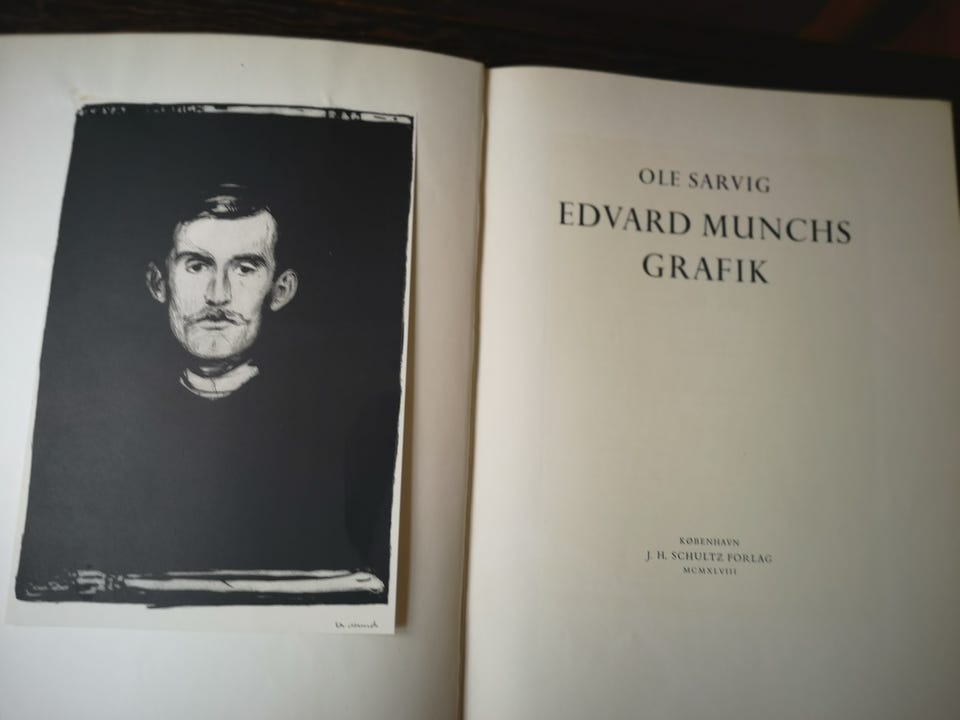 OLE SARVIG
EDVARD MUNCHS
GRAFIK
KØBENHAVN
J. H. SCHULTZ FORLAG
MCMXLVIII